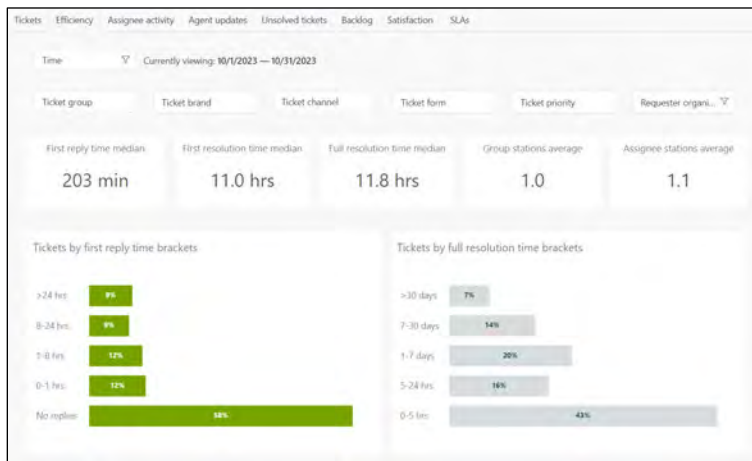 Tickets Efficiency Assignee activity Agent updates Unsolved tickets Backlog Satisfaction SLAs
Time Currently viewing: 10/1/2023 — 10/31/2023
Ticket group Ticket brand Ticket channel Ticket form Ticket priority Requester organi...
First reply time median First resolution time median Full resolution time median Group stations average Assignee stations average
203 min 11.0 hrs 11.8 hrs 1.0 1.1
Tickets by first reply time brackets
>24 hrs 9%
8-24 hrs 9%
1-8 hrs 12%
0-1 hrs 12%
No replies 58%
Tickets by full resolution time brackets
>30 days 7%
7-30 days 14%
1-7 days 20%
5-24 hrs 16%
0-5 hrs 43%